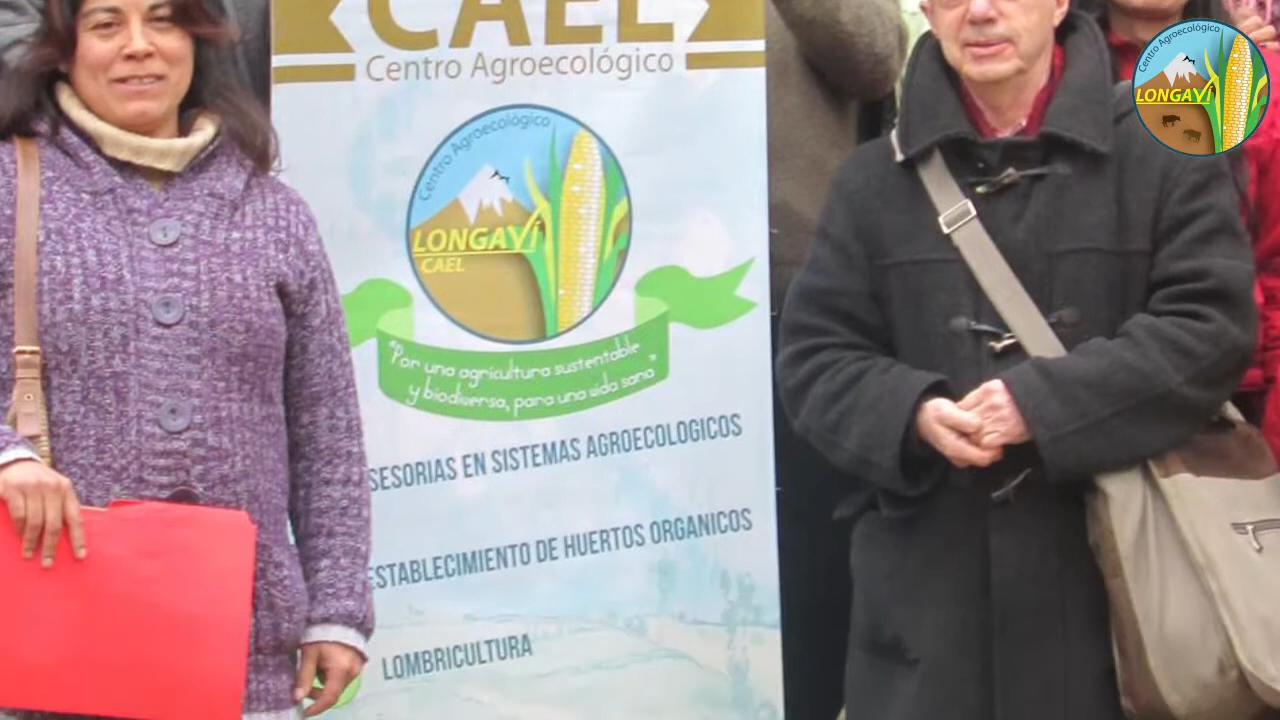 CAEL
Centro Agroecológico
Centro Agroecológico
LONGAVÍ
CAEL
"Por una agricultura sustentable
y biodiversa, para una vida sana"
SESORIAS EN SISTEMAS AGROECOLOGICOS
ESTABLECIMIENTO DE HUERTOS ORGANICOS
LOMBRICULTURA
Centro Agroecológico
LONGAVÍ